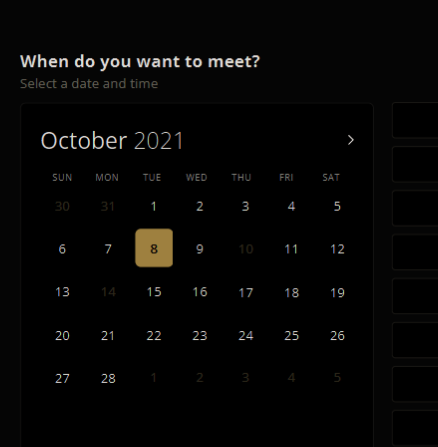 When do you want to meet?
Select a date and time
October 2021
SUN MON TUE WED THU FRI SAT
30 31 1 2 3 4 5
6 7 8 9 10 11 12
13 14 15 16 17 18 19
20 21 22 23 24 25 26
27 28 1 2 3 4 5